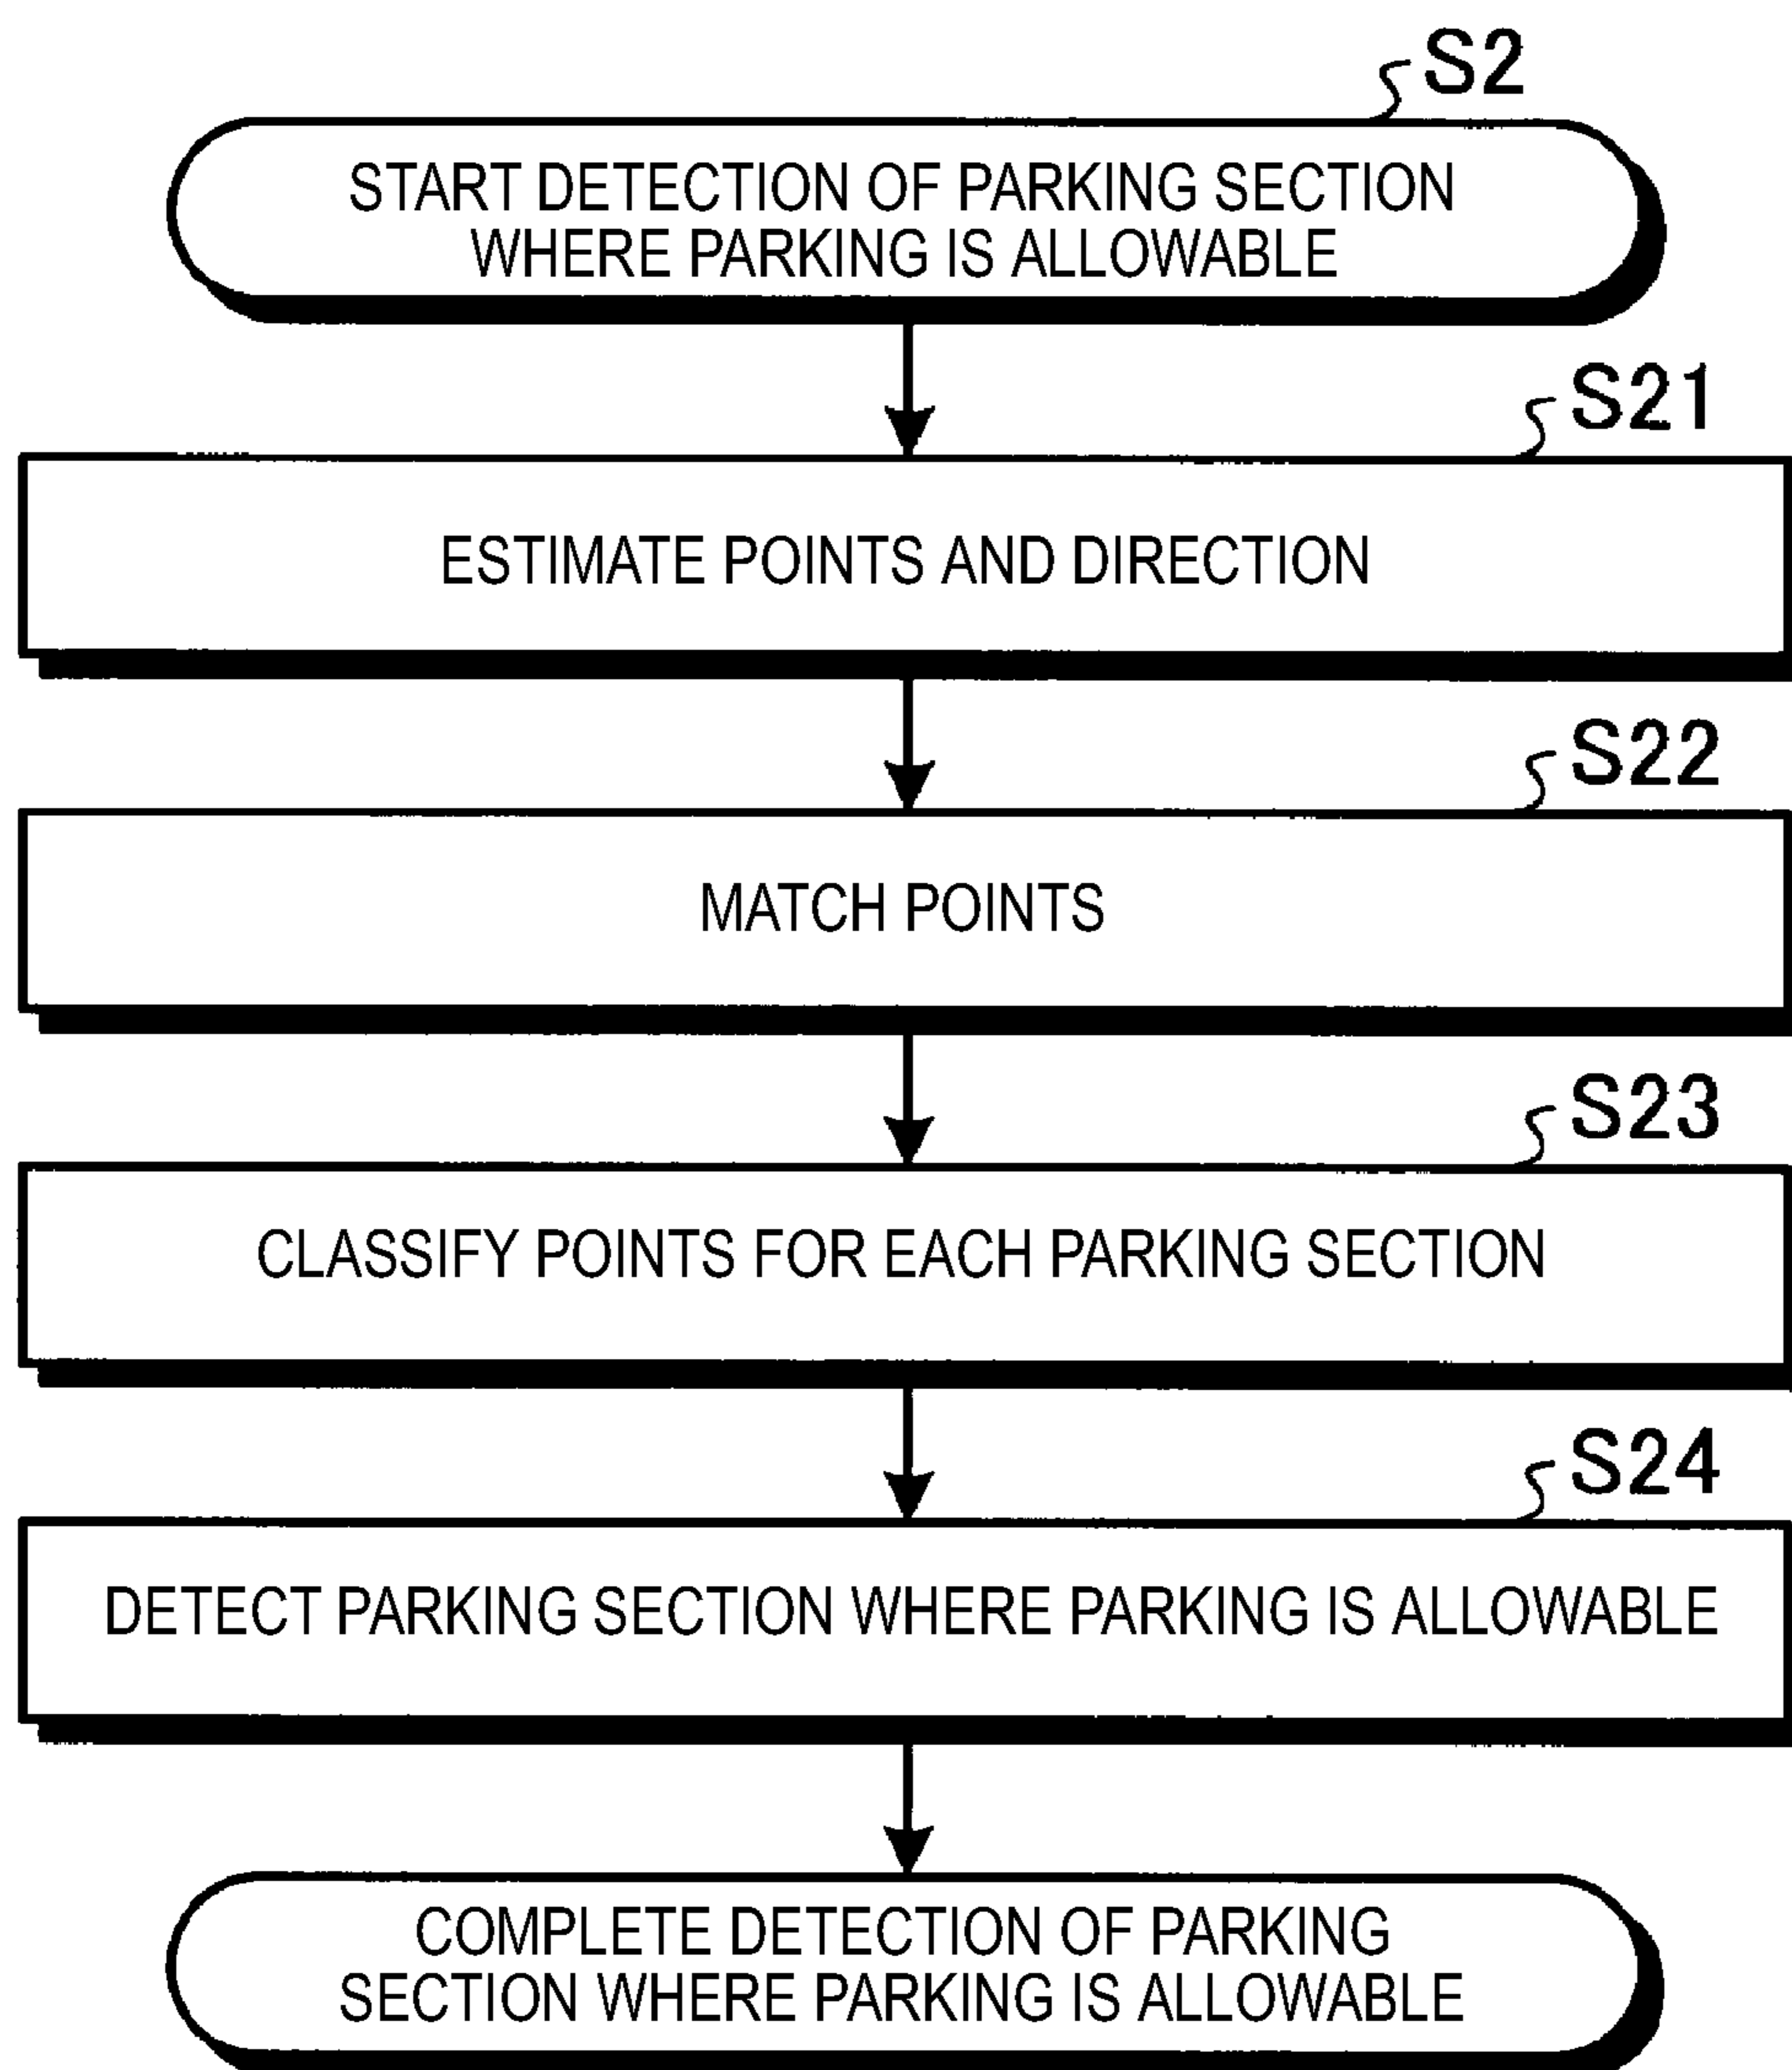 S2
START DETECTION OF PARKING SECTION
WHERE PARKING IS ALLOWABLE
S21
ESTIMATE POINTS AND DIRECTION
S22
MATCH POINTS
S23
CLASSIFY POINTS FOR EACH PARKING SECTION
S24
DETECT PARKING SECTION WHERE PARKING IS ALLOWABLE
COMPLETE DETECTION OF PARKING
SECTION WHERE PARKING IS ALLOWABLE